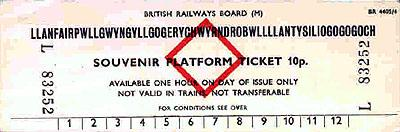 BRITISH RAILWAYS BOARD (M)
BR 4405/4
LLANFAIRPWLLGWYNGYLLGOGERYCHWYRNDROBWLLLLANTYSILIOGOGOGOCH
L 83252
SOUVENIR PLATFORM TICKET 10p.
AVAILABLE ONE HOUR ON DAY OF ISSUE ONLY
NOT VALID IN TRAINS. NOT TRANSFERABLE
FOR CONDITIONS SEE OVER
L 83252
1 2 3 4 5 6 7 8 9 10 11 12